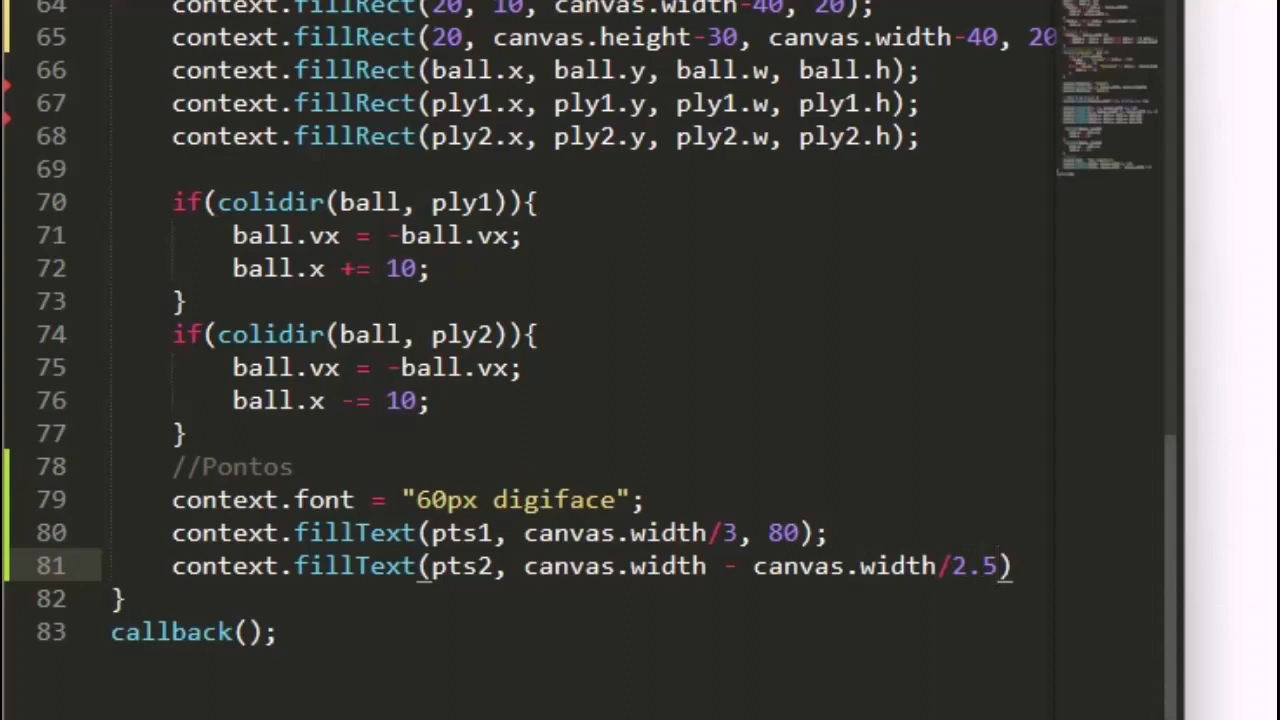 64 context.fillRect(20, 10, canvas.width-40, 20);
65 context.fillRect(20, canvas.height-30, canvas.width-40, 20
66 context.fillRect(ball.x, ball.y, ball.w, ball.h);
67 context.fillRect(ply1.x, ply1.y, ply1.w, ply1.h);
68 context.fillRect(ply2.x, ply2.y, ply2.w, ply2.h);
69
70 if(colidir(ball, ply1)){
71 ball.vx = -ball.vx;
72 ball.x += 10;
73 }
74 if(colidir(ball, ply2)){
75 ball.vx = -ball.vx;
76 ball.x -= 10;
77 }
78 //Pontos
79 context.font = "60px digiface";
80 context.fillText(pts1, canvas.width/3, 80);
81 context.fillText(pts2, canvas.width - canvas.width/2.5)
82 }
83 callback();